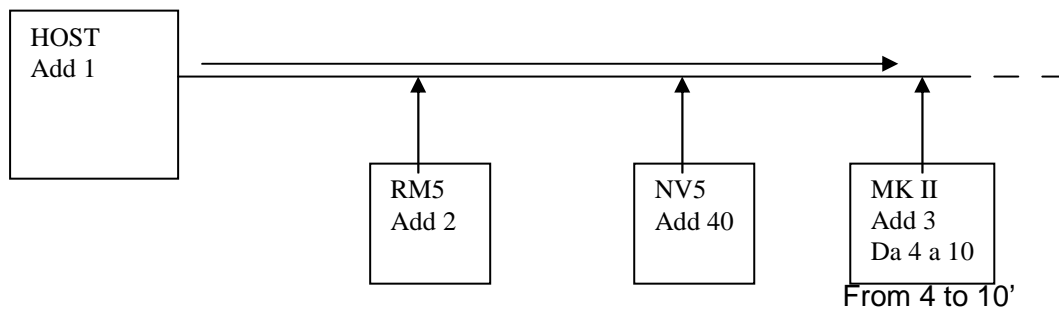 HOST
Add 1
RM5
Add 2
NV5
Add 40
MK II
Add 3
Da 4 a 10
From 4 to 10’